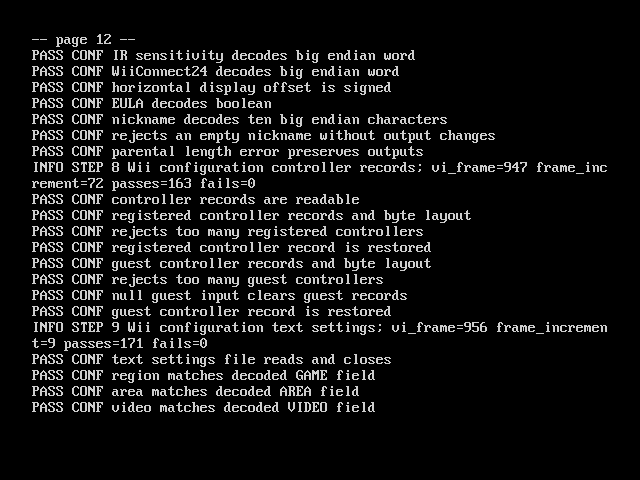 -- page 12 --
PASS CONF IR sensitivity decodes big endian word
PASS CONF WiiConnect24 decodes big endian word
PASS CONF horizontal display offset is signed
PASS CONF EULA decodes boolean
PASS CONF nickname decodes ten big endian characters
PASS CONF rejects an empty nickname without output changes
PASS CONF parental length error preserves outputs
INFO STEP 8 Wii configuration controller records; vi_frame=947 frame_inc
rement=72 passes=163 fails=0
PASS CONF controller records are readable
PASS CONF registered controller records and byte layout
PASS CONF rejects too many registered controllers
PASS CONF registered controller record is restored
PASS CONF guest controller records and byte layout
PASS CONF rejects too many guest controllers
PASS CONF null guest input clears guest records
PASS CONF guest controller record is restored
INFO STEP 9 Wii configuration text settings; vi_frame=956 frame_incremen
t=9 passes=171 fails=0
PASS CONF text settings file reads and closes
PASS CONF region matches decoded GAME field
PASS CONF area matches decoded AREA field
PASS CONF video matches decoded VIDEO field